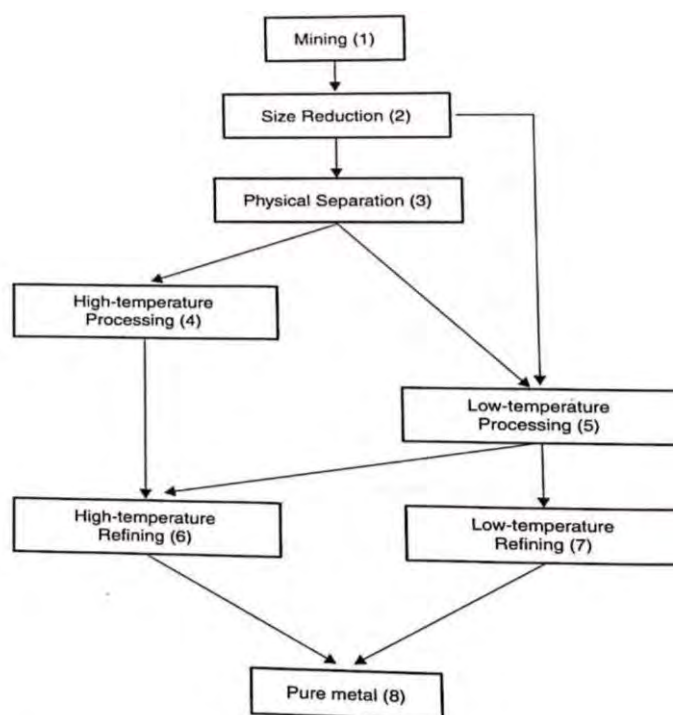 Mining (1)
Size Reduction (2)
Physical Separation (3)
High-temperature
Processing (4)
Low-temperature
Processing (5)
High-temperature
Refining (6)
Low-temperature
Refining (7)
Pure metal (8)